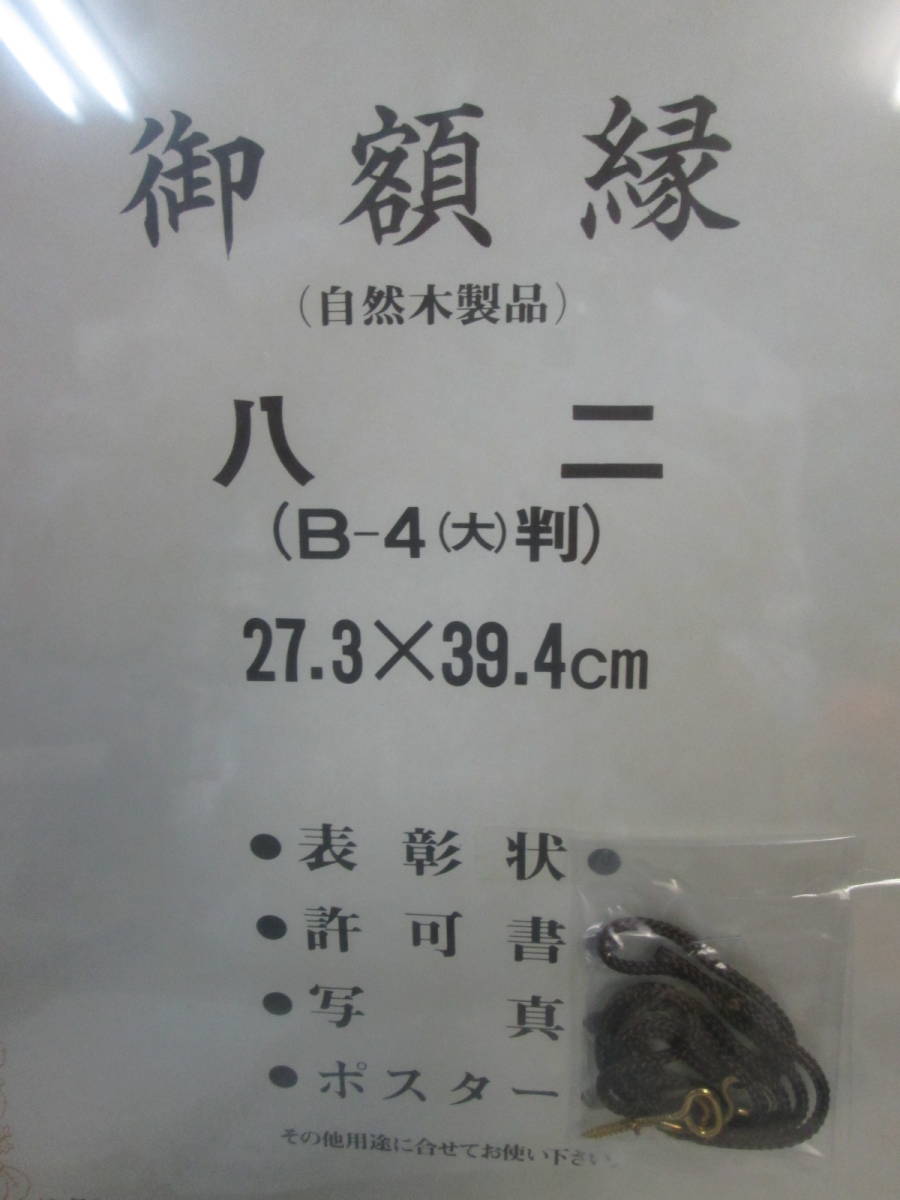 御額縁
(自然木製品)
八二
(B-4(大)判)
27.3×39.4cm
●表彰状●
●許可書
●写真
●ポスター
その他用途に合せてお使い下さい。